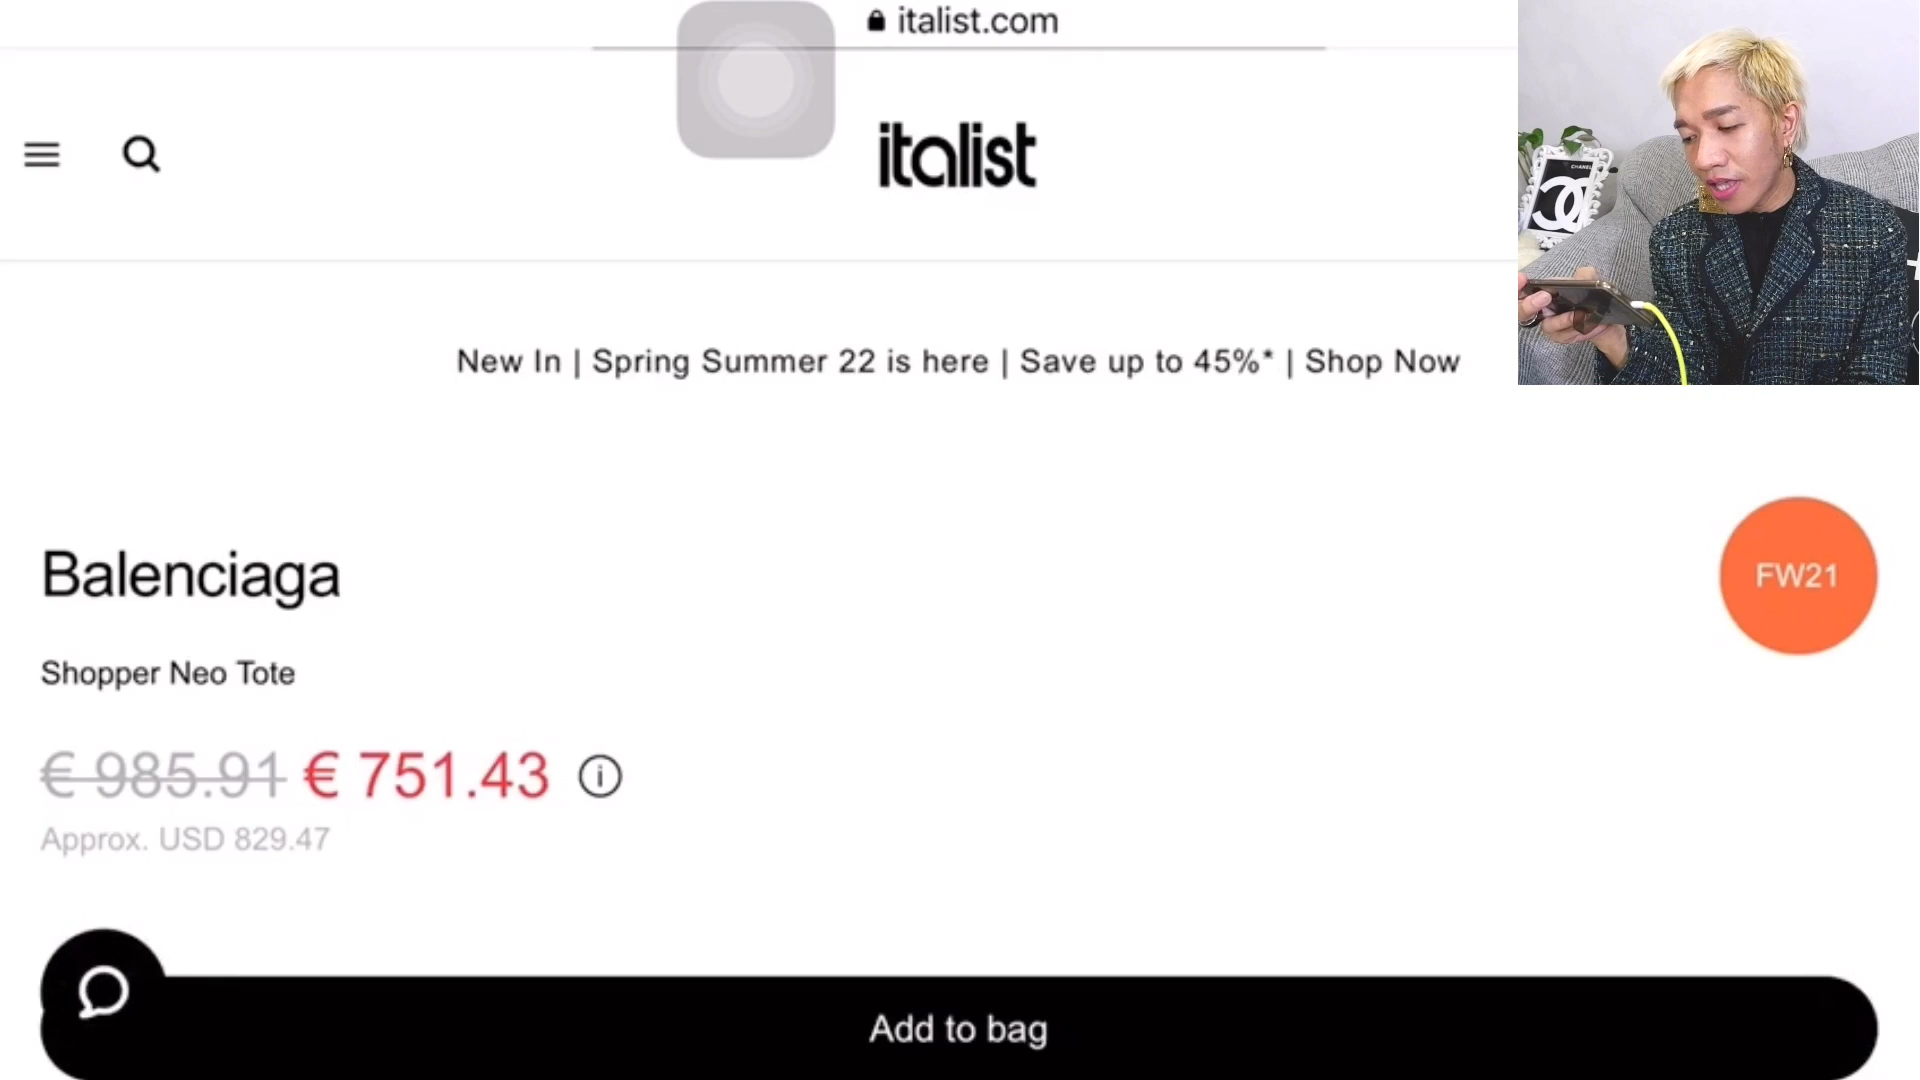 italist.com
italist
CHANEL
New In | Spring Summer 22 is here | Save up to 45%* | Shop Now
Balenciaga
FW21
Shopper Neo Tote
€ 985.91 € 751.43
Approx. USD 829.47
Add to bag